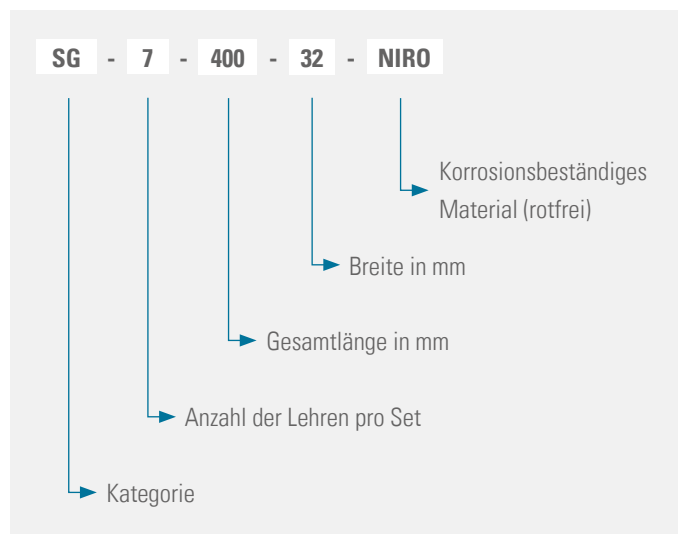 SG - 7 - 400 - 32 - NIRO
Korrosionsbeständiges
Material (rotfrei)
Breite in mm
Gesamtlänge in mm
Anzahl der Lehren pro Set
Kategorie